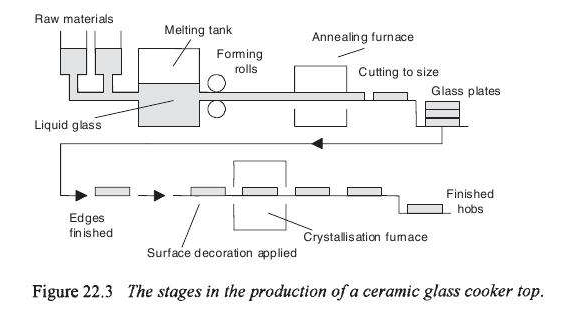 Raw materials
Melting tank
Annealing furnace
Forming
rolls
Cutting to size
Glass plates
Liquid glass
Edges
finished
Finished
hobs
Crystallisation furnace
Surface decoration applied
Figure 22.3 The stages in the production of a ceramic glass cooker top.